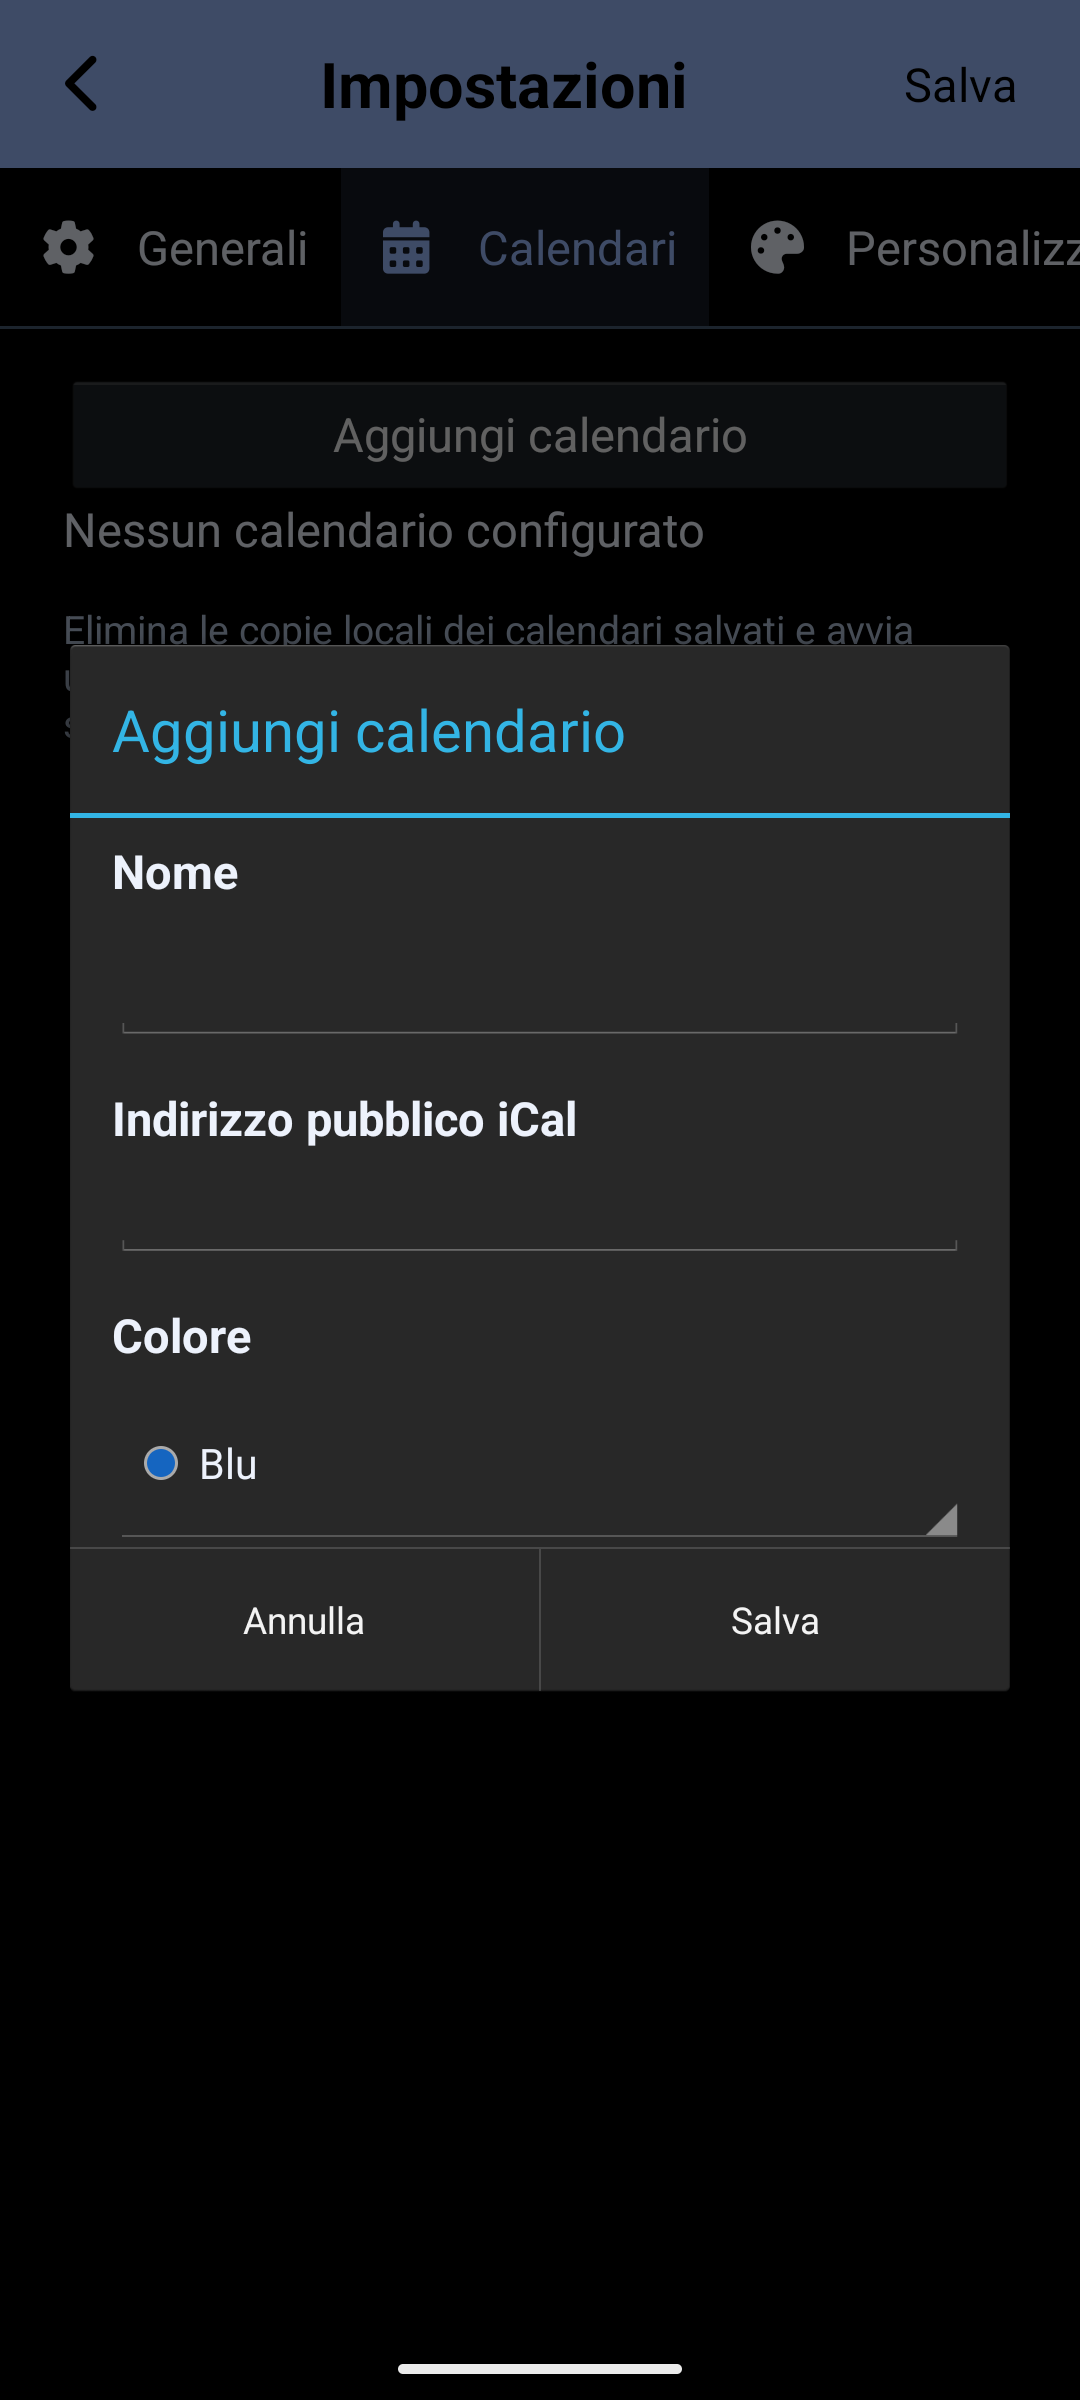 Impostazioni
Salva
Generali
Calendari
Personalizz
Aggiungi calendario
Nessun calendario configurato
Elimina le copie locali dei calendari salvati e avvia
Aggiungi calendario
Nome
Indirizzo pubblico iCal
Colore
Blu
Annulla
Salva